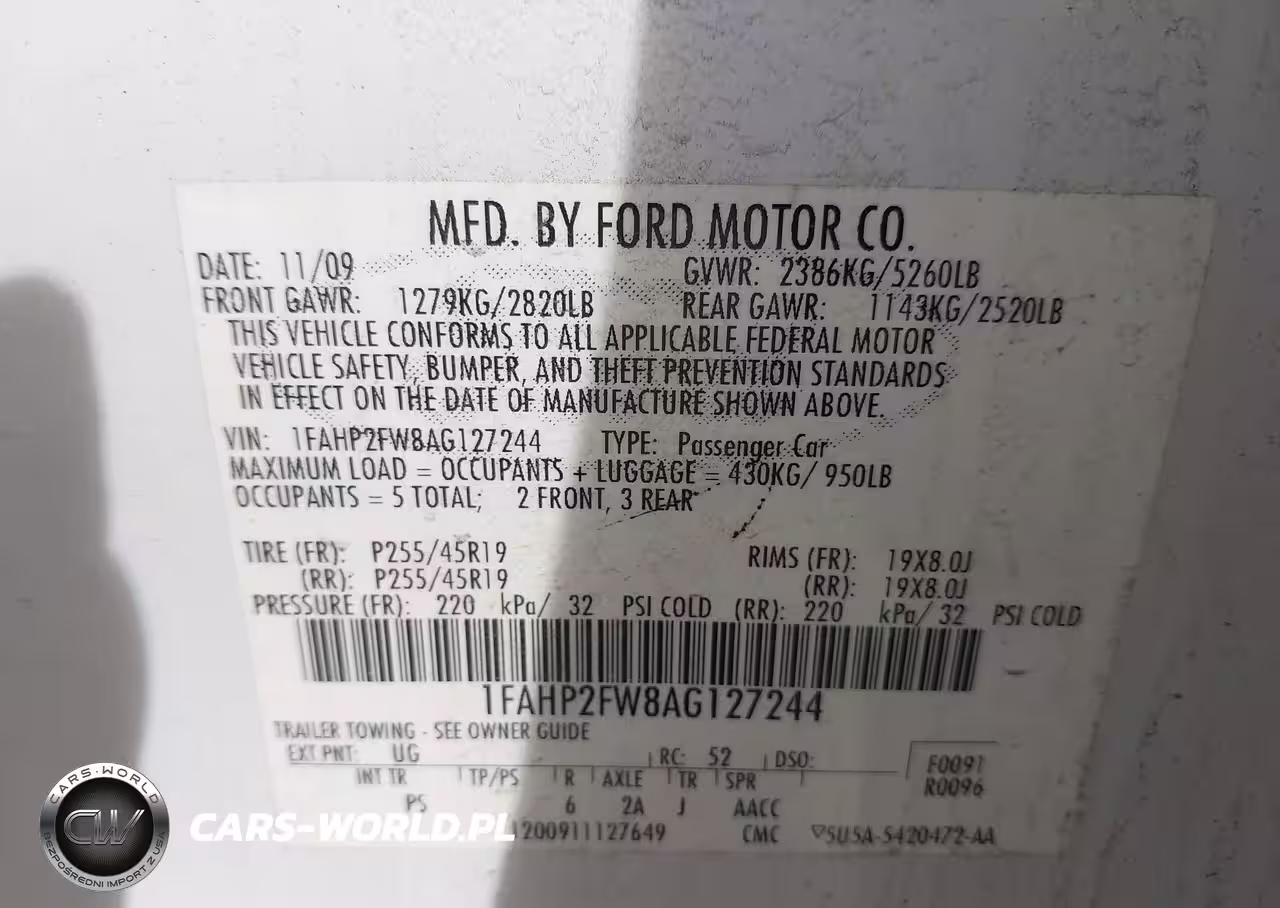 MFD. BY FORD MOTOR CO.
DATE: 11/09 GVWR: 2386KG/5260LB
FRONT GAWR: 1279KG/2820LB REAR GAWR: 1143KG/2520LB
THIS VEHICLE CONFORMS TO ALL APPLICABLE FEDERAL MOTOR
VEHICLE SAFETY, BUMPER, AND THEFT PREVENTION STANDARDS
IN EFFECT ON THE DATE OF MANUFACTURE SHOWN ABOVE.
VIN: 1FAHP2FW8AG127244 TYPE: Passenger Car
MAXIMUM LOAD = OCCUPANTS + LUGGAGE = 430KG/ 950LB
OCCUPANTS = 5 TOTAL; 2 FRONT, 3 REAR
TIRE (FR): P255/45R19 RIMS (FR): 19X8.0J
(RR): P255/45R19 (RR): 19X8.0J
PRESSURE (FR): 220 kPa/ 32 PSI COLD (RR): 220 kPa/ 32 PSI COLD
1FAHP2FW8AG127244
TRAILER TOWING - SEE OWNER GUIDE
EXT PNT: UG RC: 52 DSO: F0091
INT TR TP/PS R AXLE TR SPR R0096
PS 6 2A J AACC
200911127649 CMC ▽5U5A-5420472-AA
CARS-WORLD
CW
BEZPOŚREDNI IMPORT Z USA
CARS-WORLD.PL